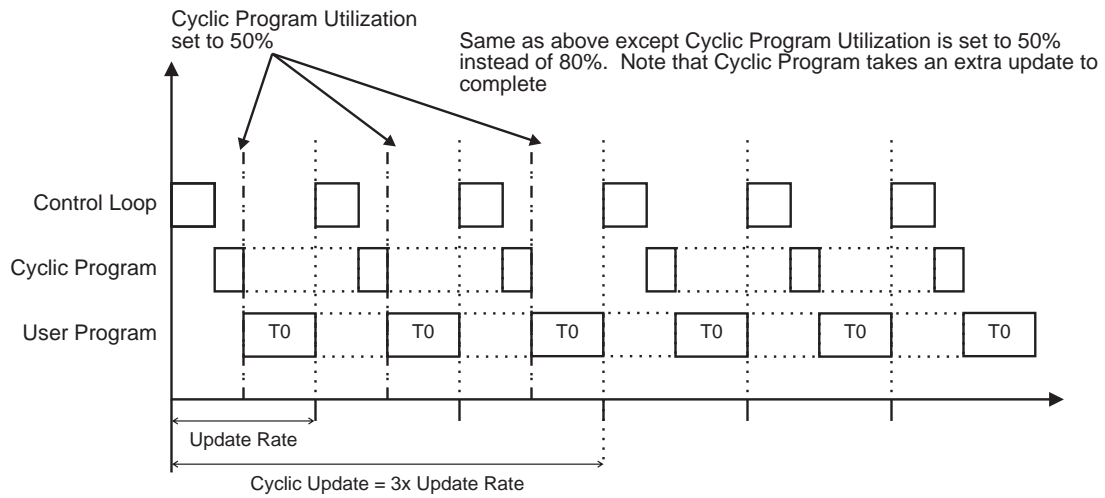 Cyclic Program Utilization
set to 50%
Same as above except Cyclic Program Utilization is set to 50%
instead of 80%.  Note that Cyclic Program takes an extra update to
complete
Control Loop
Cyclic Program
User Program
T0
T0
T0
T0
T0
T0
Update Rate
Cyclic Update = 3x Update Rate